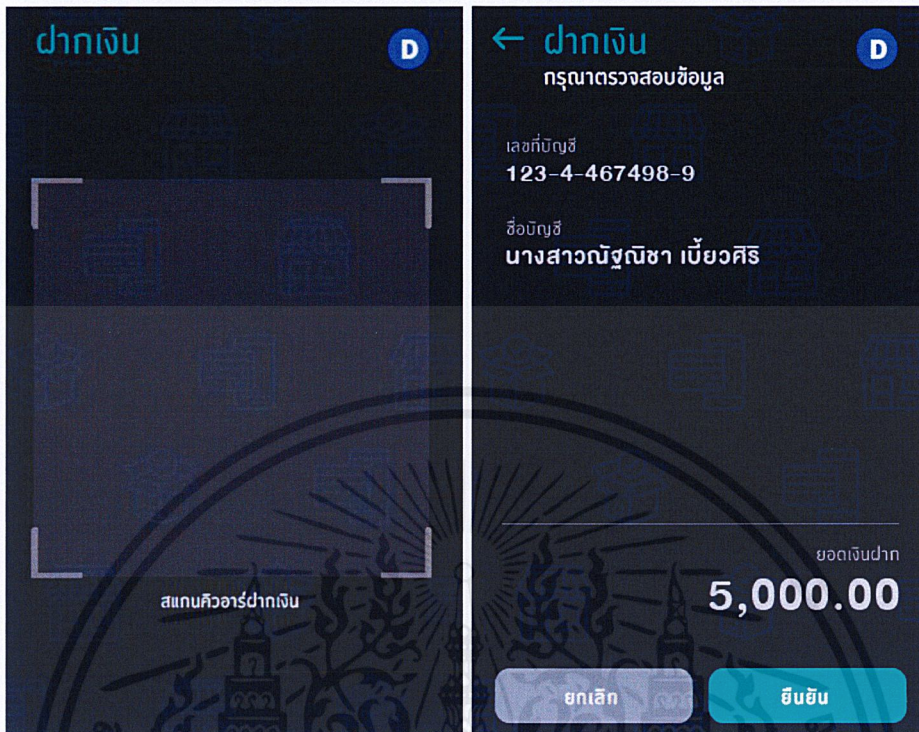 ฝากเงิน
D
สแกนคิวอาร์ฝากเงิน
← ฝากเงิน
D
กรุณาตรวจสอบข้อมูล
เลขที่บัญชี
123-4-467498-9
ชื่อบัญชี
นางสาวณัฐณิชา เบี้ยวศิริ
ยอดเงินฝาก
5,000.00
ยกเลิก
ยืนยัน